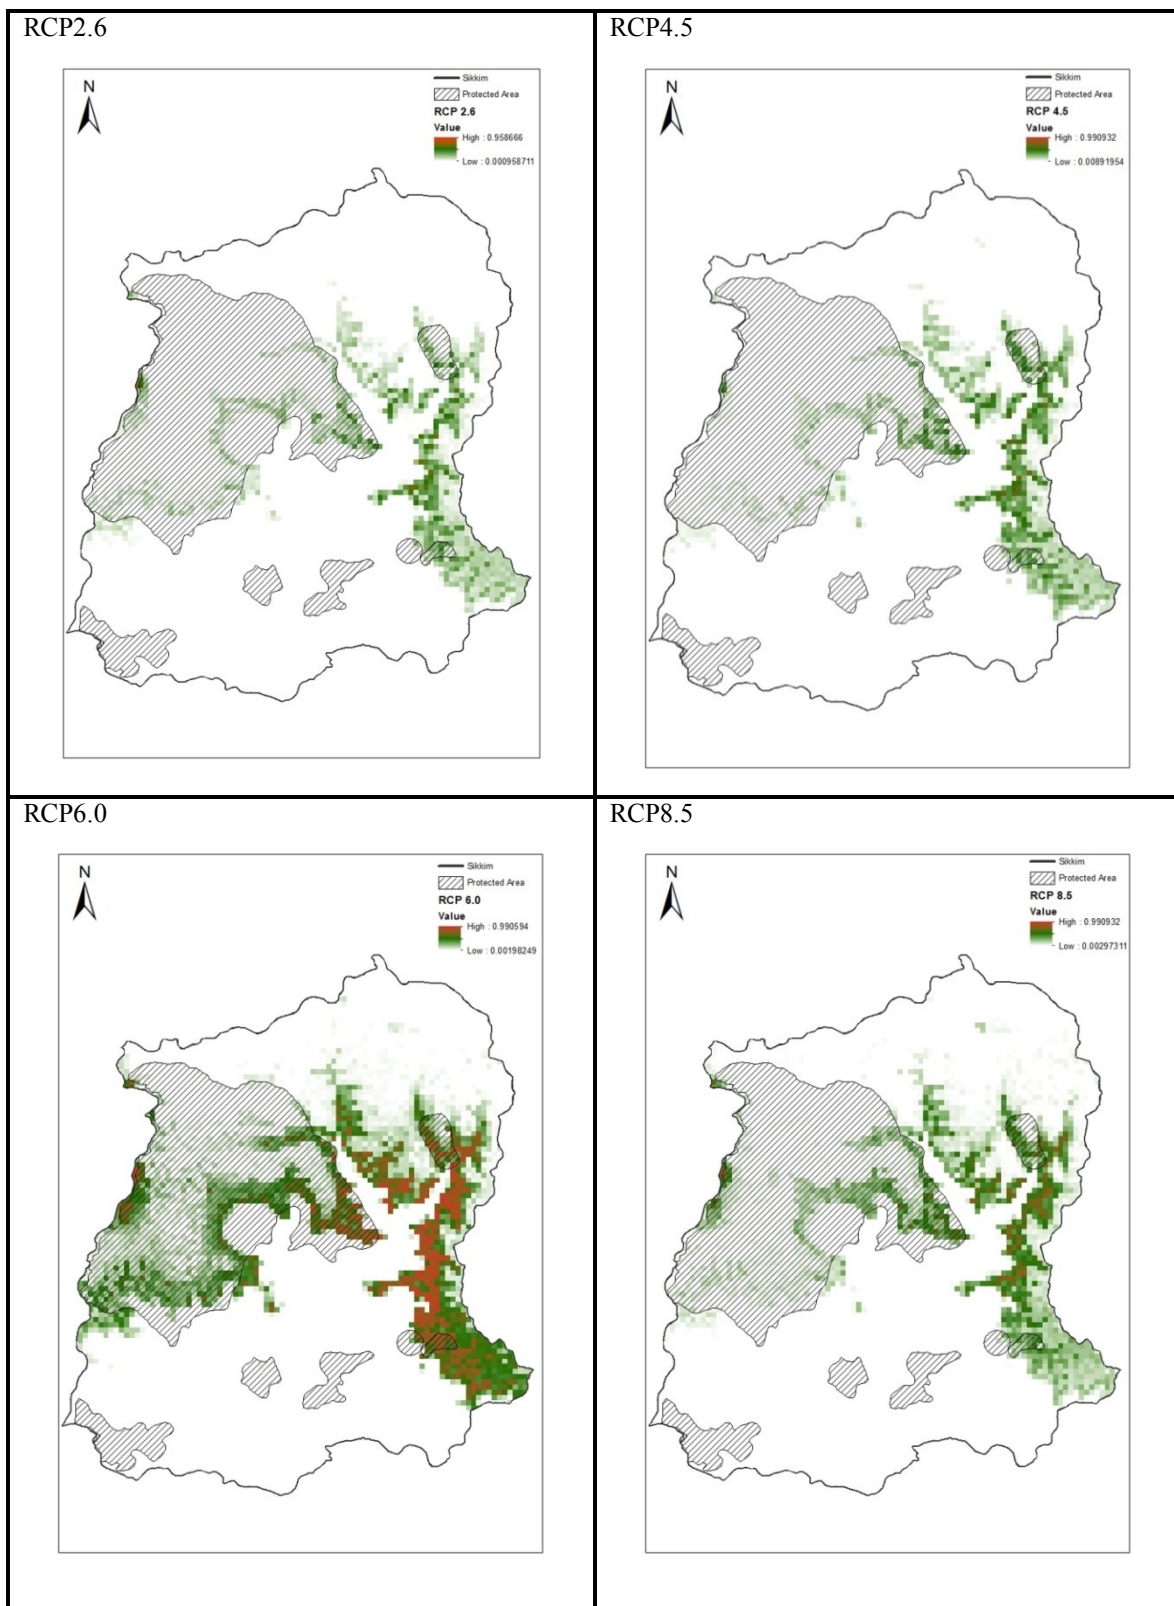 RCP2.6
N
Sikkim
Protected Area
RCP 2.6
Value
High : 0.958666
Low : 0.000958711
RCP4.5
N
Sikkim
Protected Area
RCP 4.5
Value
High : 0.990932
Low : 0.00891954
RCP6.0
N
Sikkim
Protected Area
RCP 6.0
Value
High : 0.990594
Low : 0.00198249
RCP8.5
N
Sikkim
Protected Area
RCP 8.5
Value
High : 0.990932
Low : 0.00297311